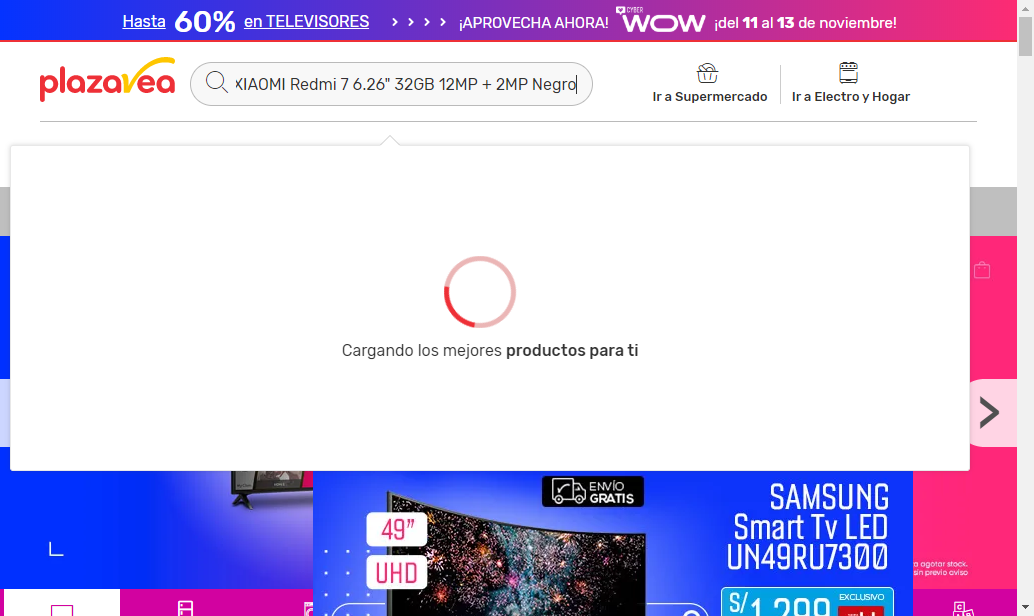 Hasta 60% en TELEVISORES > > > > ¡APROVECHA AHORA! CYBER WOW ¡del 11 al 13 de noviembre!
plazavea
XIAOMI Redmi 7 6.26" 32GB 12MP + 2MP Negro
Ir a Supermercado
Ir a Electro y Hogar
Cargando los mejores productos para ti
ENVÍO
GRATIS
SAMSUNG
Smart Tv LED
UN49RU7300
49”
UHD
a agotar stock.
sin previo aviso
S/ 1,299
EXCLUSIVO